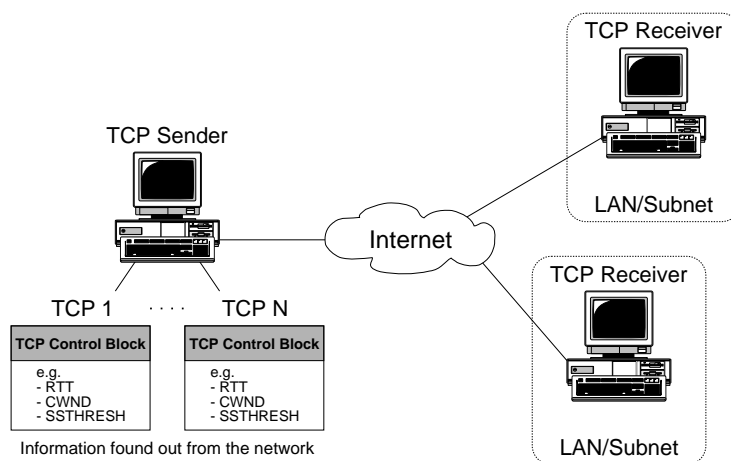 TCP Receiver
LAN/Subnet
TCP Sender
Internet
TCP Receiver
LAN/Subnet
TCP 1
. . . .
TCP N
TCP Control Block
e.g.
- RTT
- CWND
- SSTHRESH
TCP Control Block
e.g.
- RTT
- CWND
- SSTHRESH
Information found out from the network